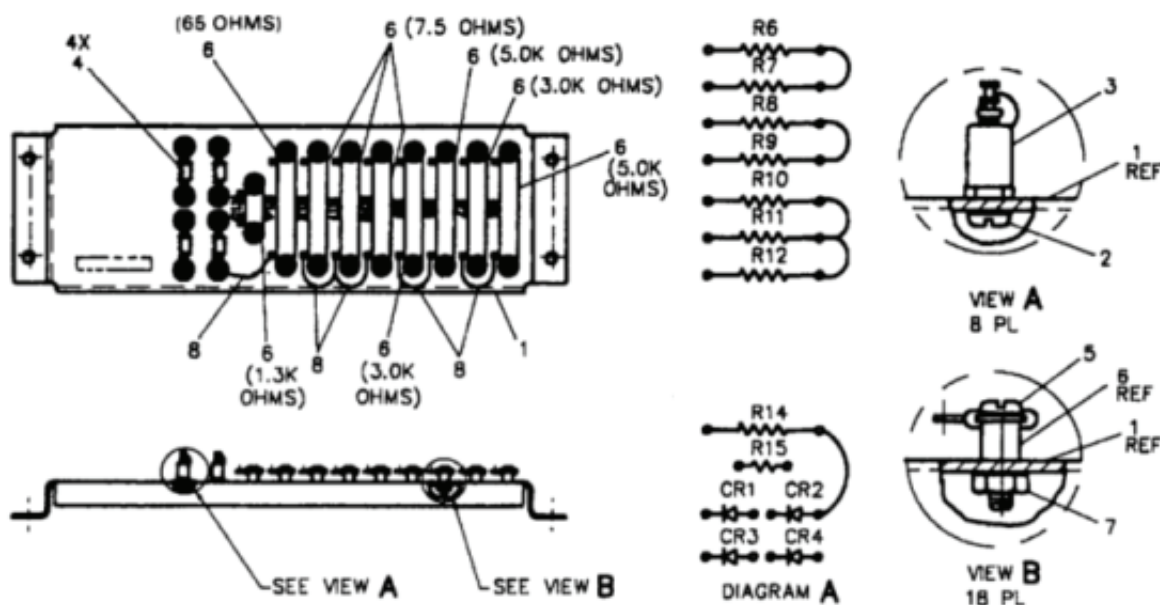 4X
4
(65 OHMS)
6
6 (7.5 OHMS)
6 (5.0K OHMS)
6 (3.0K OHMS)
6
(5.0K
OHMS)
8
6
(1.3K
OHMS)
8
6
(3.0K
OHMS)
8
1
SEE VIEW A
SEE VIEW B
R6
R7
R8
R9
R10
R11
R12
R14
R15
CR1 CR2
CR3 CR4
DIAGRAM A
3
1
REF
2
VIEW A
8 PL
5
6
REF
1
REF
7
VIEW B
18 PL